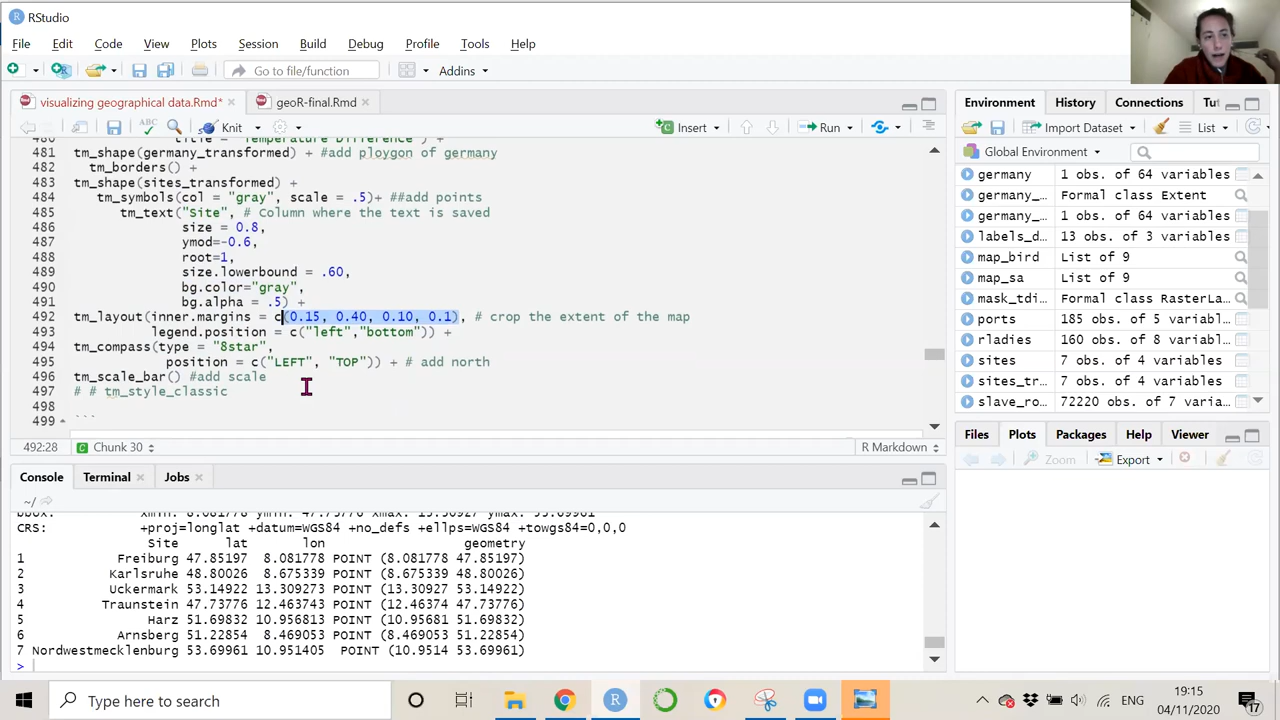 RStudio
File Edit Code View Plots Session Build Debug Profile Tools Help
Go to file/function Addins
visualizing geographical data.Rmd* geoR-final.Rmd
ABC Knit Insert Run
481 tm_shape(germany_transformed) + #add ploygon of germany
482 tm_borders() +
483 tm_shape(sites_transformed) +
484 tm_symbols(col = "gray", scale = .5)+ ##add points
485 tm_text("Site", # Column where the text is saved
486 size = 0.8,
487 ymod=-0.6,
488 root=1,
489 size.lowerbound = .60,
490 bg.color="gray",
491 bg.alpha = .5) +
492 tm_layout(inner.margins = c(0.15, 0.40, 0.10, 0.1), # crop the extent of the map
493 legend.position = c("left","bottom")) +
494 tm_compass(type = "8star",
495 position = c("LEFT", "TOP")) + # add north
496 tm_scale_bar() #add scale
497 # # tm_style_classic
498
499 ```
492:28 Chunk 30 R Markdown
Console Terminal Jobs
~/
CRS: +proj=longlat +datum=WGS84 +no_defs +ellps=WGS84 +towgs84=0,0,0
Site lat lon geometry
1 Freiburg 47.85197 8.081778 POINT (8.081778 47.85197)
2 Karlsruhe 48.80026 8.675339 POINT (8.675339 48.80026)
3 Uckermark 53.14922 13.309273 POINT (13.30927 53.14922)
4 Traunstein 47.73776 12.463743 POINT (12.46374 47.73776)
5 Harz 51.69832 10.956813 POINT (10.95681 51.69832)
6 Arnsberg 51.22854 8.469053 POINT (8.469053 51.22854)
7 Nordwestmecklenburg 53.69961 10.951405 POINT (10.9514 53.69961)
>
Environment History Connections Tut
Import Dataset List
Global Environment
germany 1 obs. of 64 variables
germany_… Formal class Extent
germany_… 1 obs. of 64 variables
labels_d… 13 obs. of 3 variables
map_bird List of 9
map_sa List of 9
mask_tdi… Formal class RasterLa…
ports 185 obs. of 5 varia…
rladies 160 obs. of 8 varia…
sites 7 obs. of 4 variables
sites_tr… 7 obs. of 4 variables
slave_ro… 72220 obs. of 7 varia…
Files Plots Packages Help Viewer
Zoom Export
Type here to search
ENG
19:15
04/11/2020
17